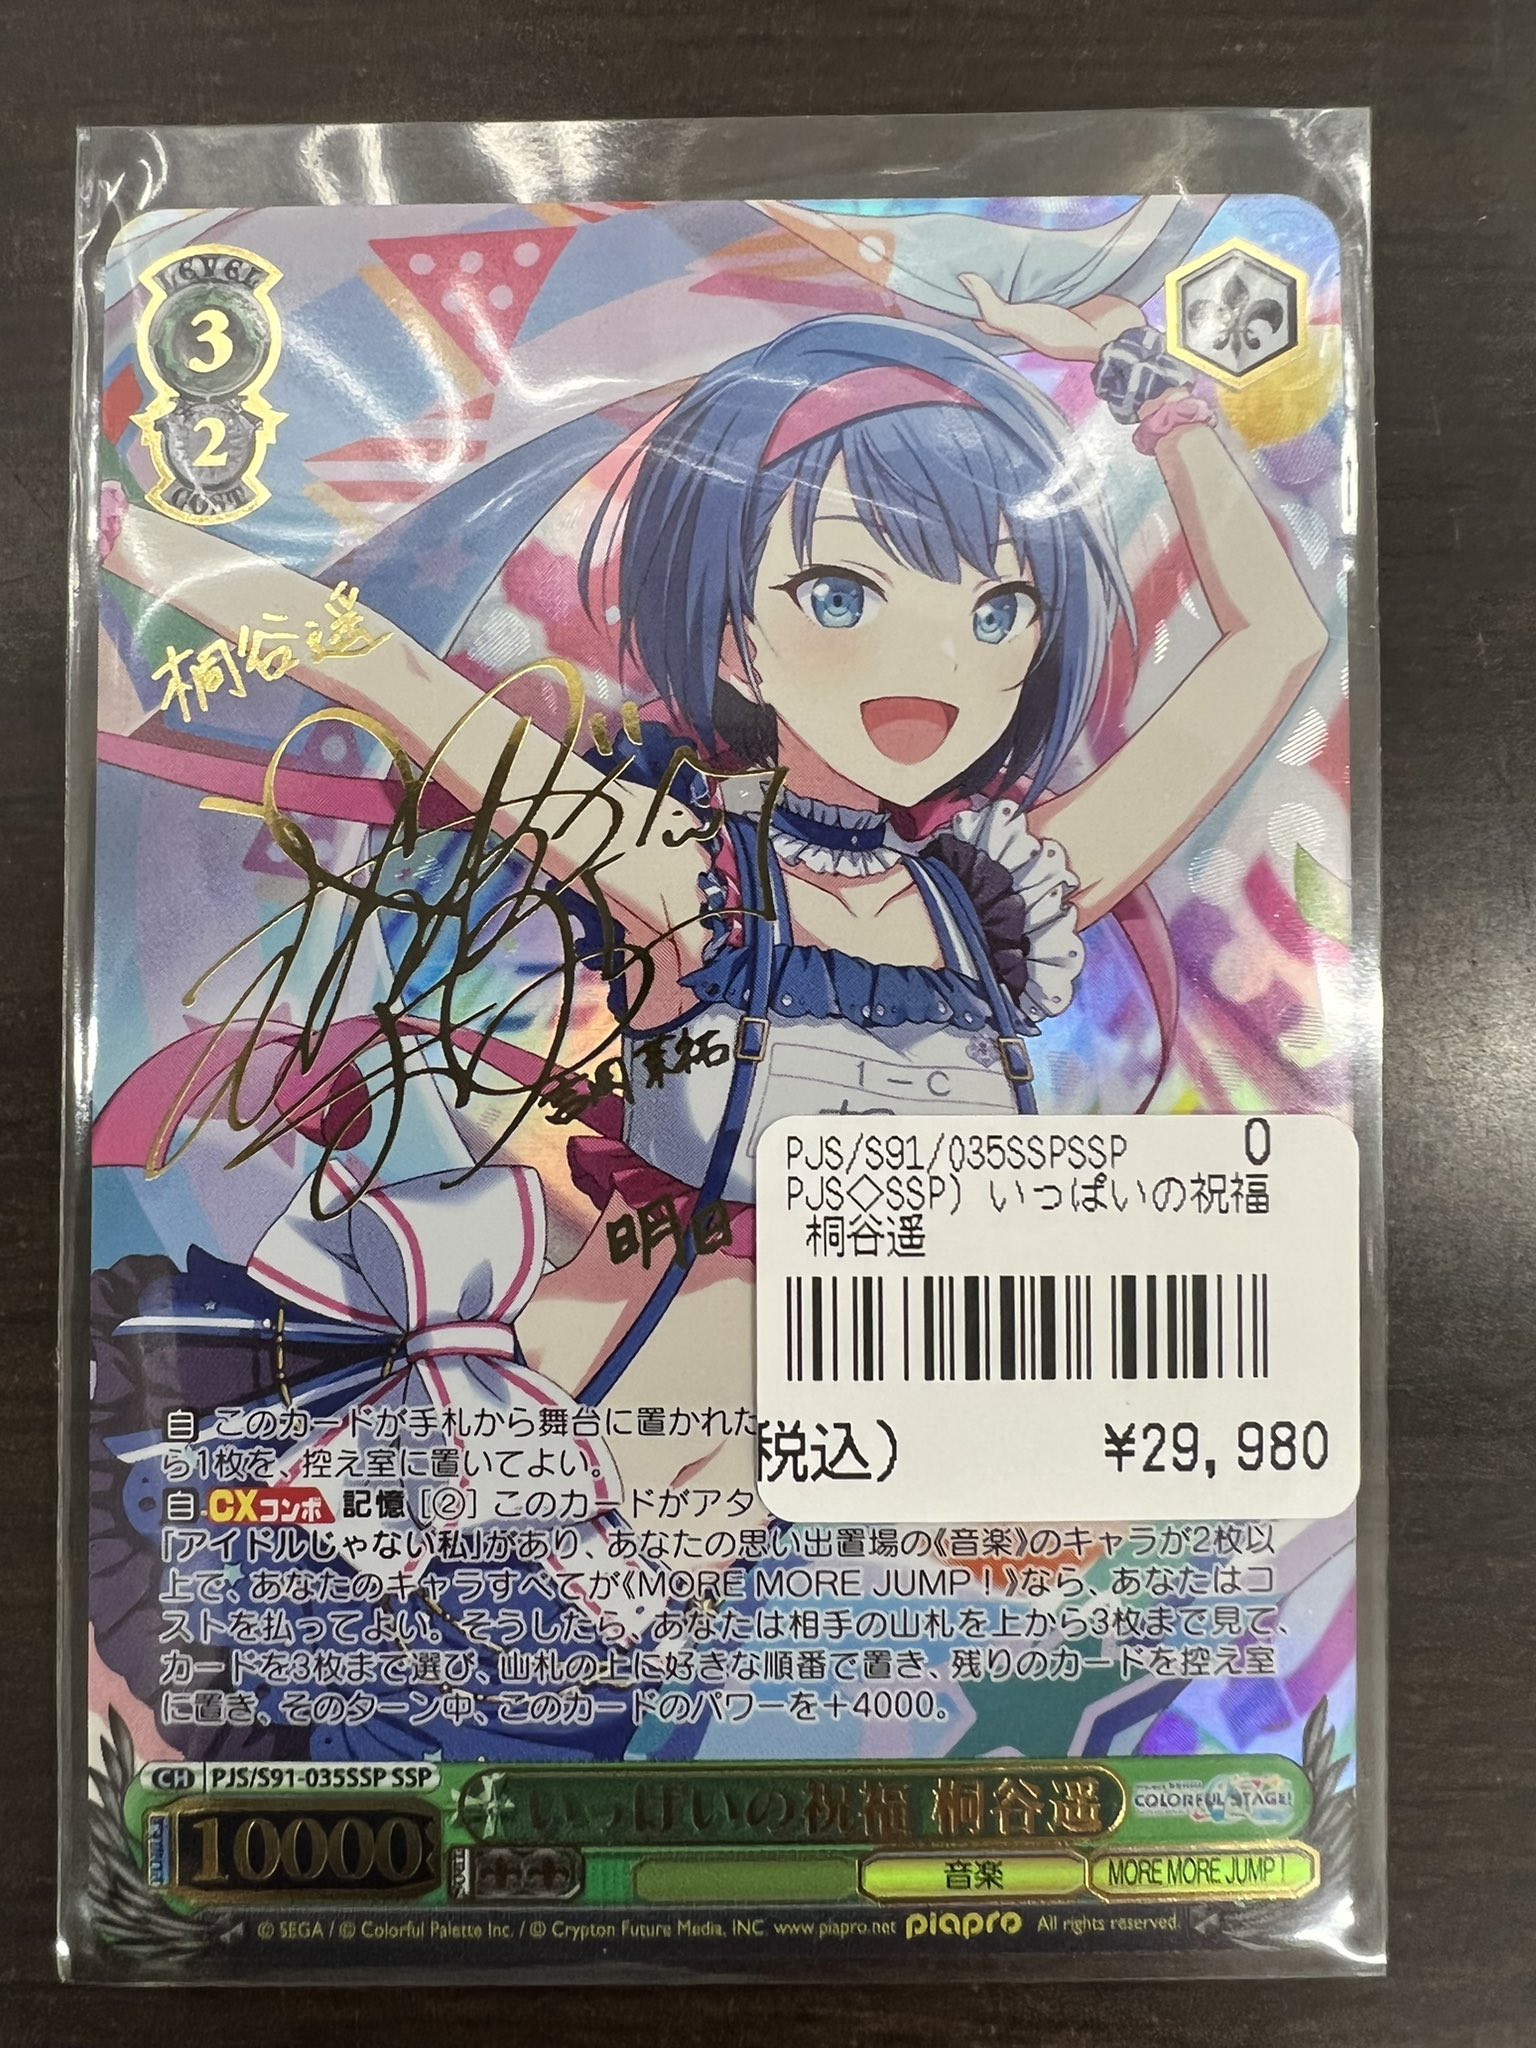 LEVEL
3
2
COST
桐谷遥
吉岡茉祐
1-C
明日
PJS/S91/035SSPSSP 0
PJS◇SSP) いっぱいの祝福
桐谷遥
税込) ¥29,980
自 このカードが手札から舞台に置かれた
ら1枚を、控え室に置いてよい。
自 CXコンボ 記憶 [②] このカードがアタ
「アイドルじゃない私」があり、あなたの思い出置場の《音楽》のキャラが2枚以
上で、あなたのキャラすべてが《MORE MORE JUMP！》なら、あなたはコ
ストを払ってよい。そうしたら、あなたは相手の山札を上から3枚まで見て、
カードを3枚まで選び、山札の上に好きな順番で置き、残りのカードを控え室
に置き、そのターン中、このカードのパワーを＋4000。
CH PJS/S91-035SSP SSP
いっぱいの祝福 桐谷遥
COLORFUL STAGE!
10000
音楽 MORE MORE JUMP！
© SEGA / © Colorful Palette Inc. / © Crypton Future Media, INC. www.piapro.net piapro All rights reserved.